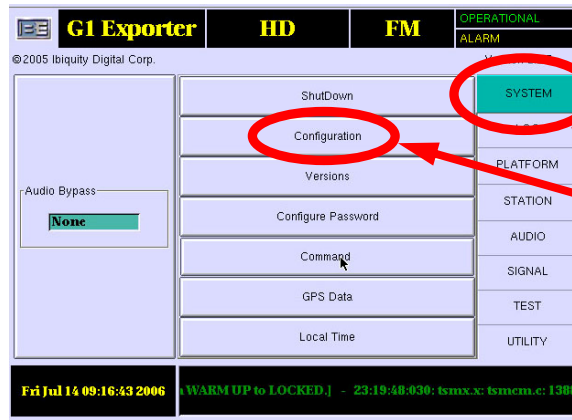 G1 Exporter HD FM OPERATIONAL
ALARM
©2005 Ibiquity Digital Corp.
ShutDown SYSTEM
Configuration
Versions PLATFORM
Audio Bypass
None
Configure Password STATION
AUDIO
Command SIGNAL
GPS Data TEST
Local Time UTILITY
Fri Jul 14 09:16:43 2006 WARM UP to LOCKED.] - 23:19:48:030: tsmx.x: tsmcm.c: 138